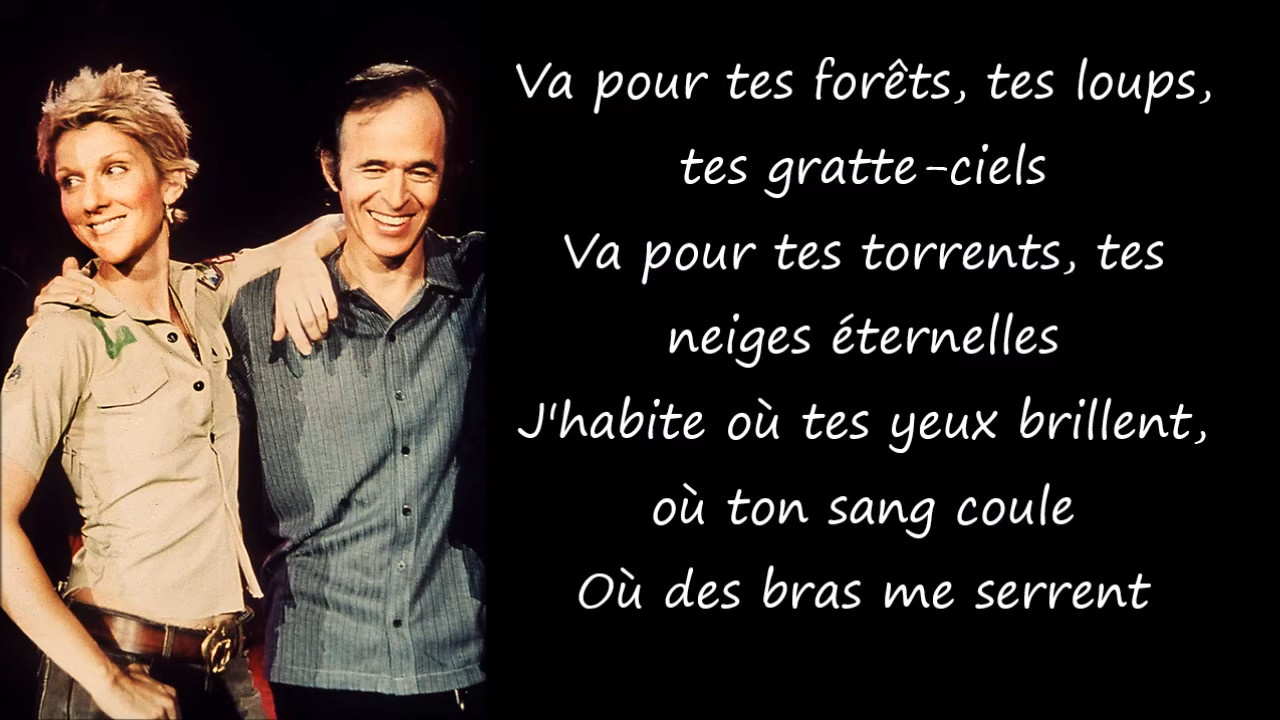 Va pour tes forêts, tes loups,
tes gratte-ciels
Va pour tes torrents, tes
neiges éternelles
J'habite où tes yeux brillent,
où ton sang coule
Où des bras me serrent